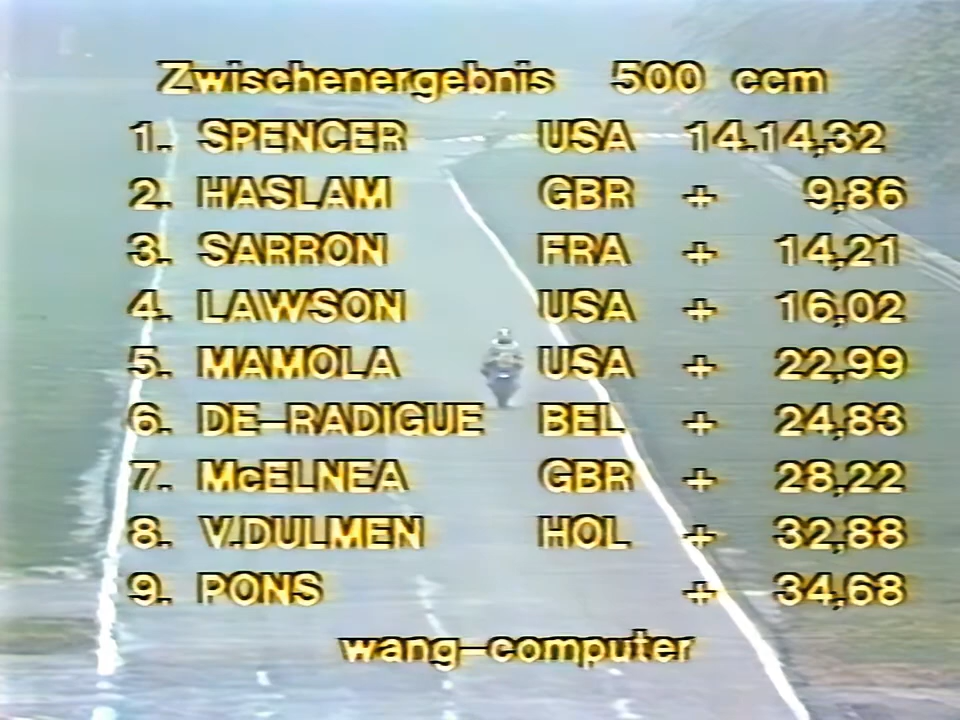 Zwischenergebnis 500 ccm
1. SPENCER USA 14.14,32
2. HASLAM GBR + 9,86
3. SARRON FRA + 14,21
4. LAWSON USA + 16,02
5. MAMOLA USA + 22,99
6. DE-RADIGUE BEL + 24,83
7. McELNEA GBR + 28,22
8. V.DULMEN HOL + 32,88
9. PONS + 34,68
wang-computer